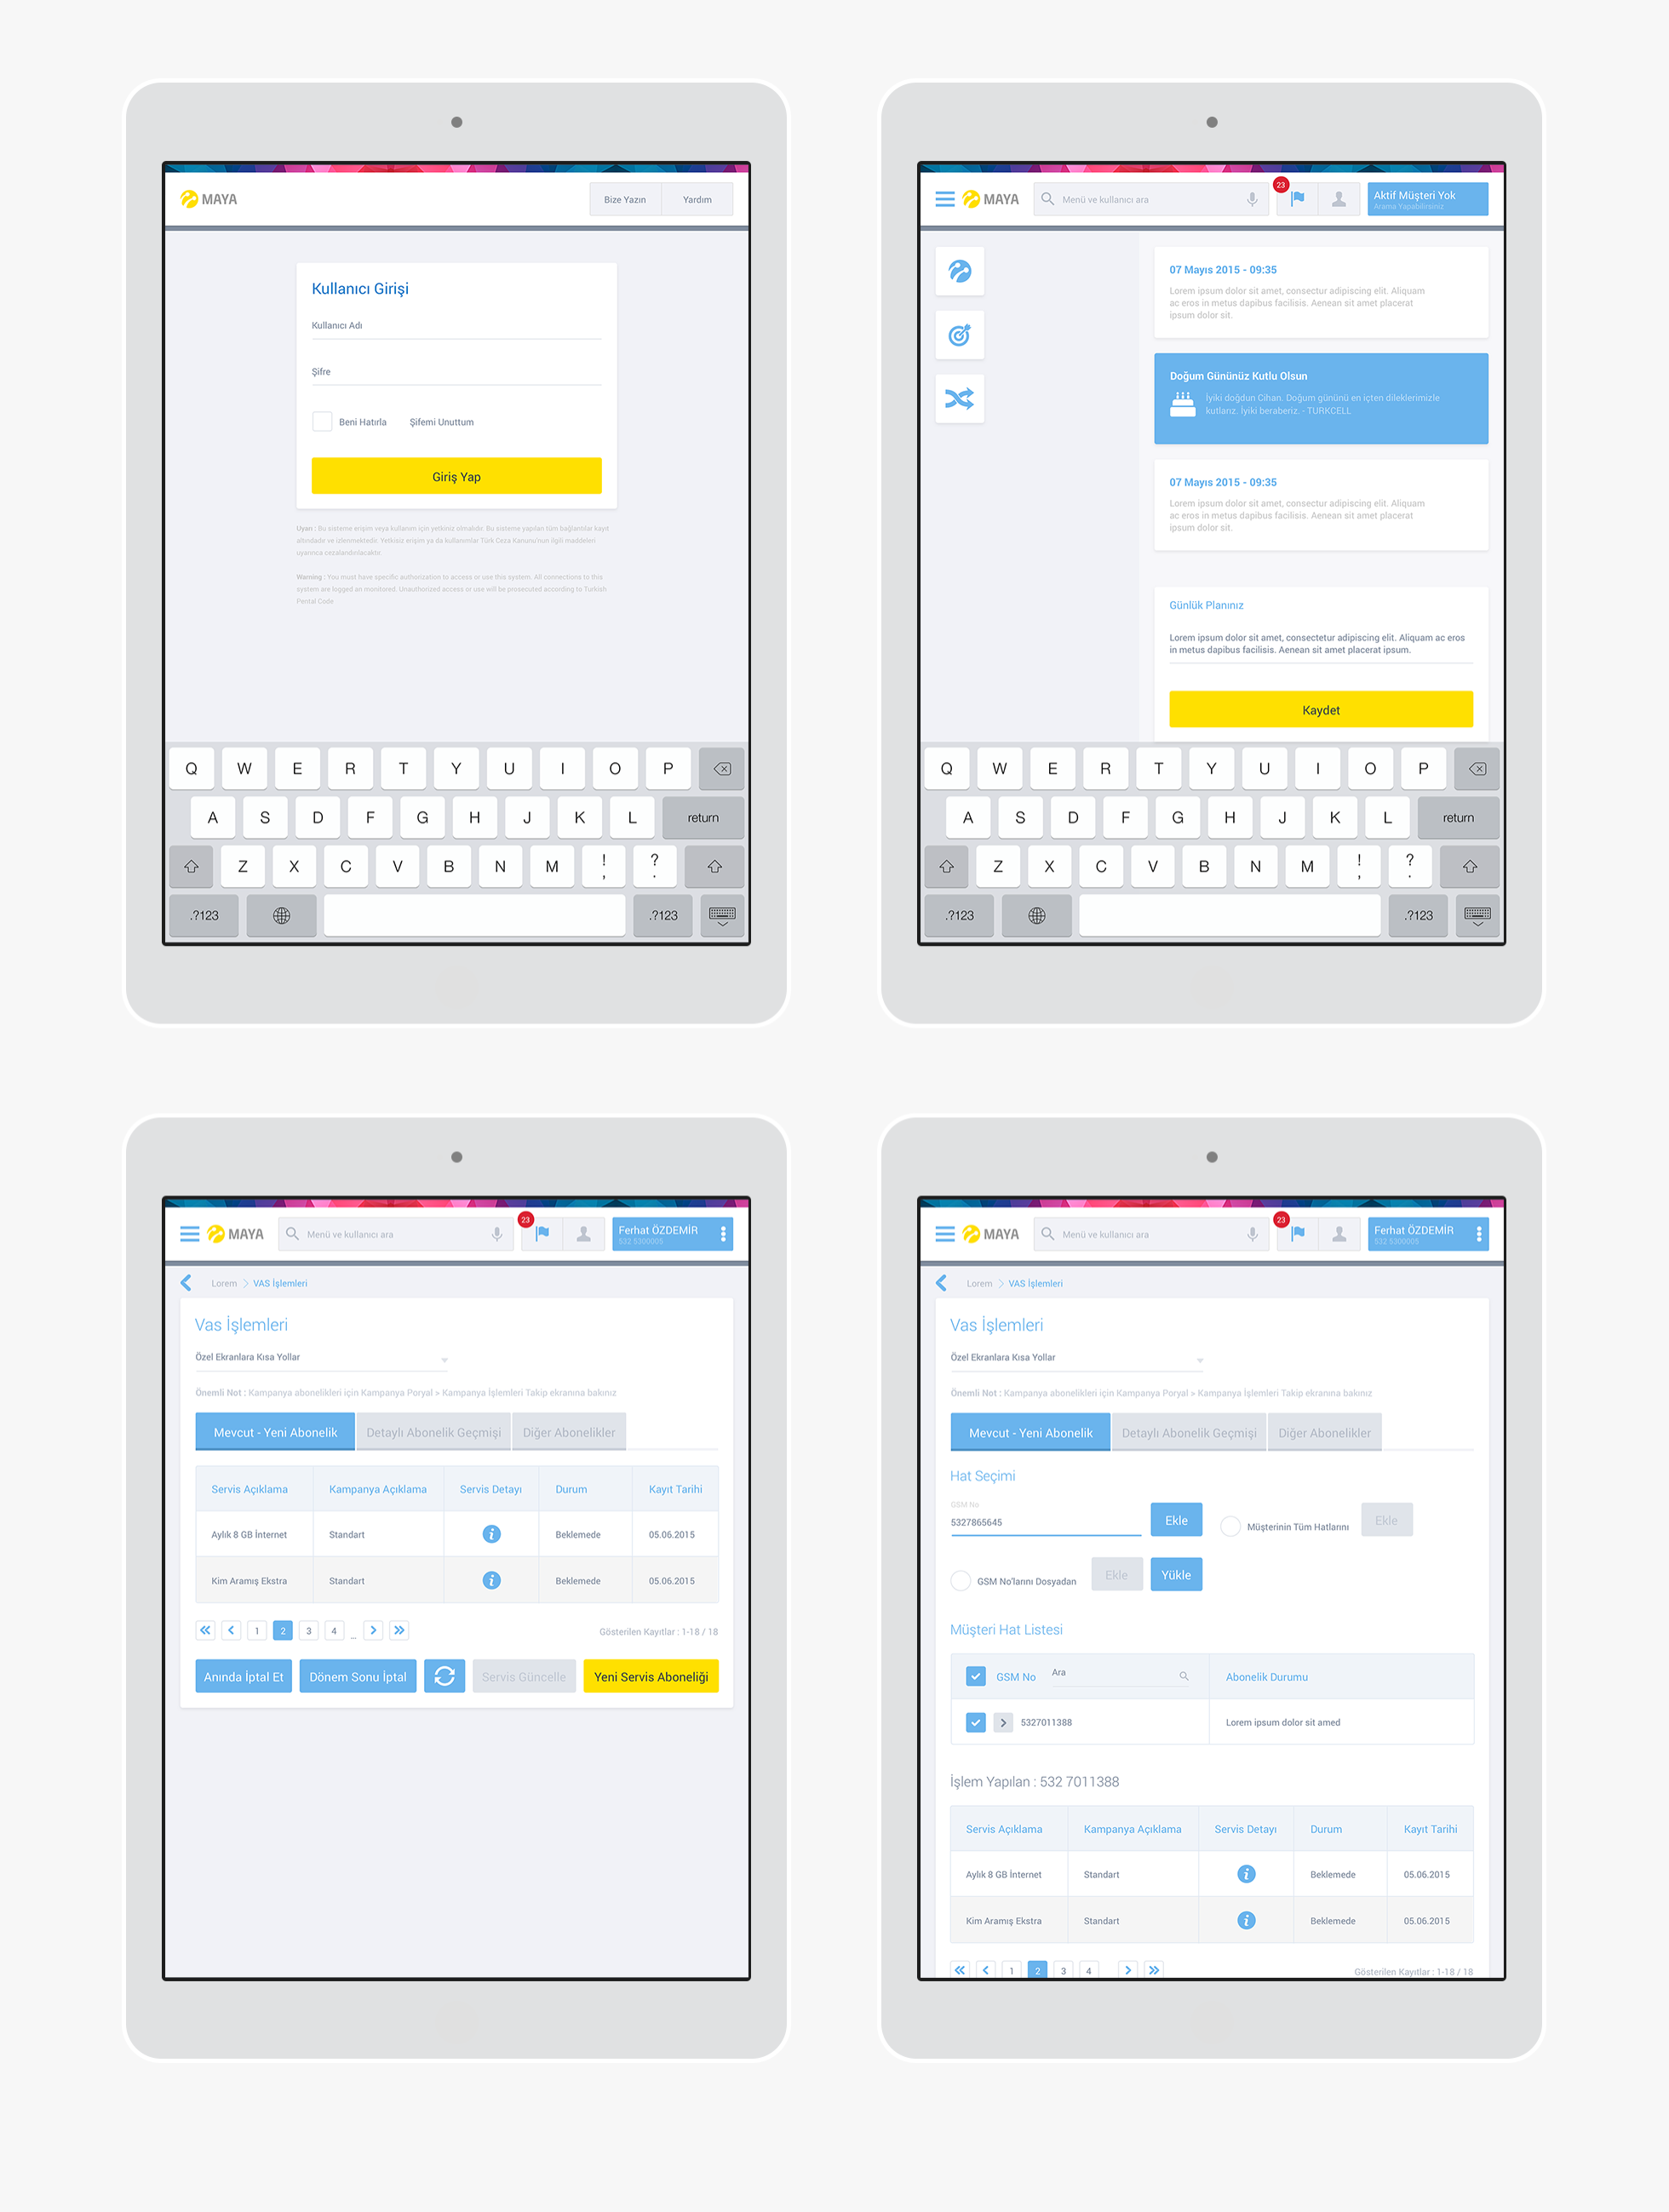 MAYA
Bize Yazın Yardım
Kullanıcı Girişi
Kullanıcı Adı
Şifre
Beni Hatırla Şifemi Unuttum
Giriş Yap
Uyarı : Bu sisteme erişim veya kullanım için yetkiniz olmalıdır. Bu sisteme yapılan tüm bağlantılar kayıt
altındadır ve izlenmektedir. Yetkisiz erişim ya da kullanımlar Türk Ceza Kanunu'nun ilgili maddeleri
uyarınca cezalandırılacaktır.
Warning : You must have specific authorization to access or use this system. All connections to this
system are logged an monitored. Unauthorized access or use will be prosecuted according to Turkish
Pental Code
Q W E R T Y U I O P
A S D F G H J K L return
Z X C V B N M ! , ? .
.?123 .?123
MAYA Menü ve kullanıcı ara 23 Aktif Müşteri Yok
Arama Yapabilirsiniz
07 Mayıs 2015 - 09:35
Lorem ipsum dolor sit amet, consectur adipiscing elit. Aliquam
ac eros in metus dapibus facilisis. Aenean sit amet placerat
ipsum dolor sit.
Doğum Gününüz Kutlu Olsun
İyiki doğdun Cihan. Doğum gününü en içten dileklerimizle
kutlarız. İyiki beraberiz. - TURKCELL
07 Mayıs 2015 - 09:35
Lorem ipsum dolor sit amet, consectur adipiscing elit. Aliquam
ac eros in metus dapibus facilisis. Aenean sit amet placerat
ipsum dolor sit.
Günlük Planınız
Lorem ipsum dolor sit amet, consectetur adipiscing elit. Aliquam ac eros
in metus dapibus facilisis. Aenean sit amet placerat ipsum.
Kaydet
Q W E R T Y U I O P
A S D F G H J K L return
Z X C V B N M ! , ? .
.?123 .?123
MAYA Menü ve kullanıcı ara 23 Ferhat ÖZDEMİR
532 5300005
Lorem VAS İşlemleri
Vas İşlemleri
Özel Ekranlara Kısa Yollar
Önemli Not : Kampanya abonelikleri için Kampanya Poryal > Kampanya İşlemleri Takip ekranına bakınız
Mevcut - Yeni Abonelik Detaylı Abonelik Geçmişi Diğer Abonelikler
Servis Açıklama Kampanya Açıklama Servis Detayı Durum Kayıt Tarihi
Aylık 8 GB İnternet Standart i Beklemede 05.06.2015
Kim Aramış Ekstra Standart i Beklemede 05.06.2015
1 2 3 4 ... Gösterilen Kayıtlar : 1-18 / 18
Anında İptal Et Dönem Sonu İptal Servis Güncelle Yeni Servis Aboneliği
MAYA Menü ve kullanıcı ara 23 Ferhat ÖZDEMİR
532 5300005
Lorem VAS İşlemleri
Vas İşlemleri
Özel Ekranlara Kısa Yollar
Önemli Not : Kampanya abonelikleri için Kampanya Poryal > Kampanya İşlemleri Takip ekranına bakınız
Mevcut - Yeni Abonelik Detaylı Abonelik Geçmişi Diğer Abonelikler
Hat Seçimi
GSM No
5327865645 Ekle Müşterinin Tüm Hatlarını Ekle
GSM No'larını Dosyadan Ekle Yükle
Müşteri Hat Listesi
GSM No Ara Abonelik Durumu
5327011388 Lorem ipsum dolor sit amed
İşlem Yapılan : 532 7011388
Servis Açıklama Kampanya Açıklama Servis Detayı Durum Kayıt Tarihi
Aylık 8 GB İnternet Standart i Beklemede 05.06.2015
Kim Aramış Ekstra Standart i Beklemede 05.06.2015
1 2 3 4 Gösterilen Kayıtlar : 1-18 / 18